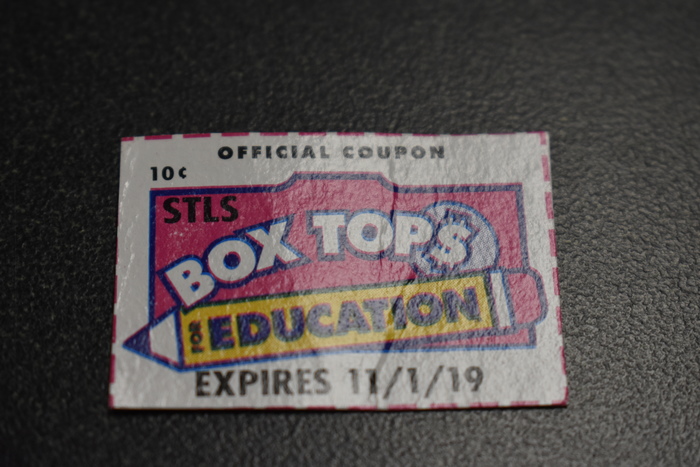 OFFICIAL COUPON
10¢
STLS
BOX TOPS
FOR EDUCATION
EXPIRES 11/1/19